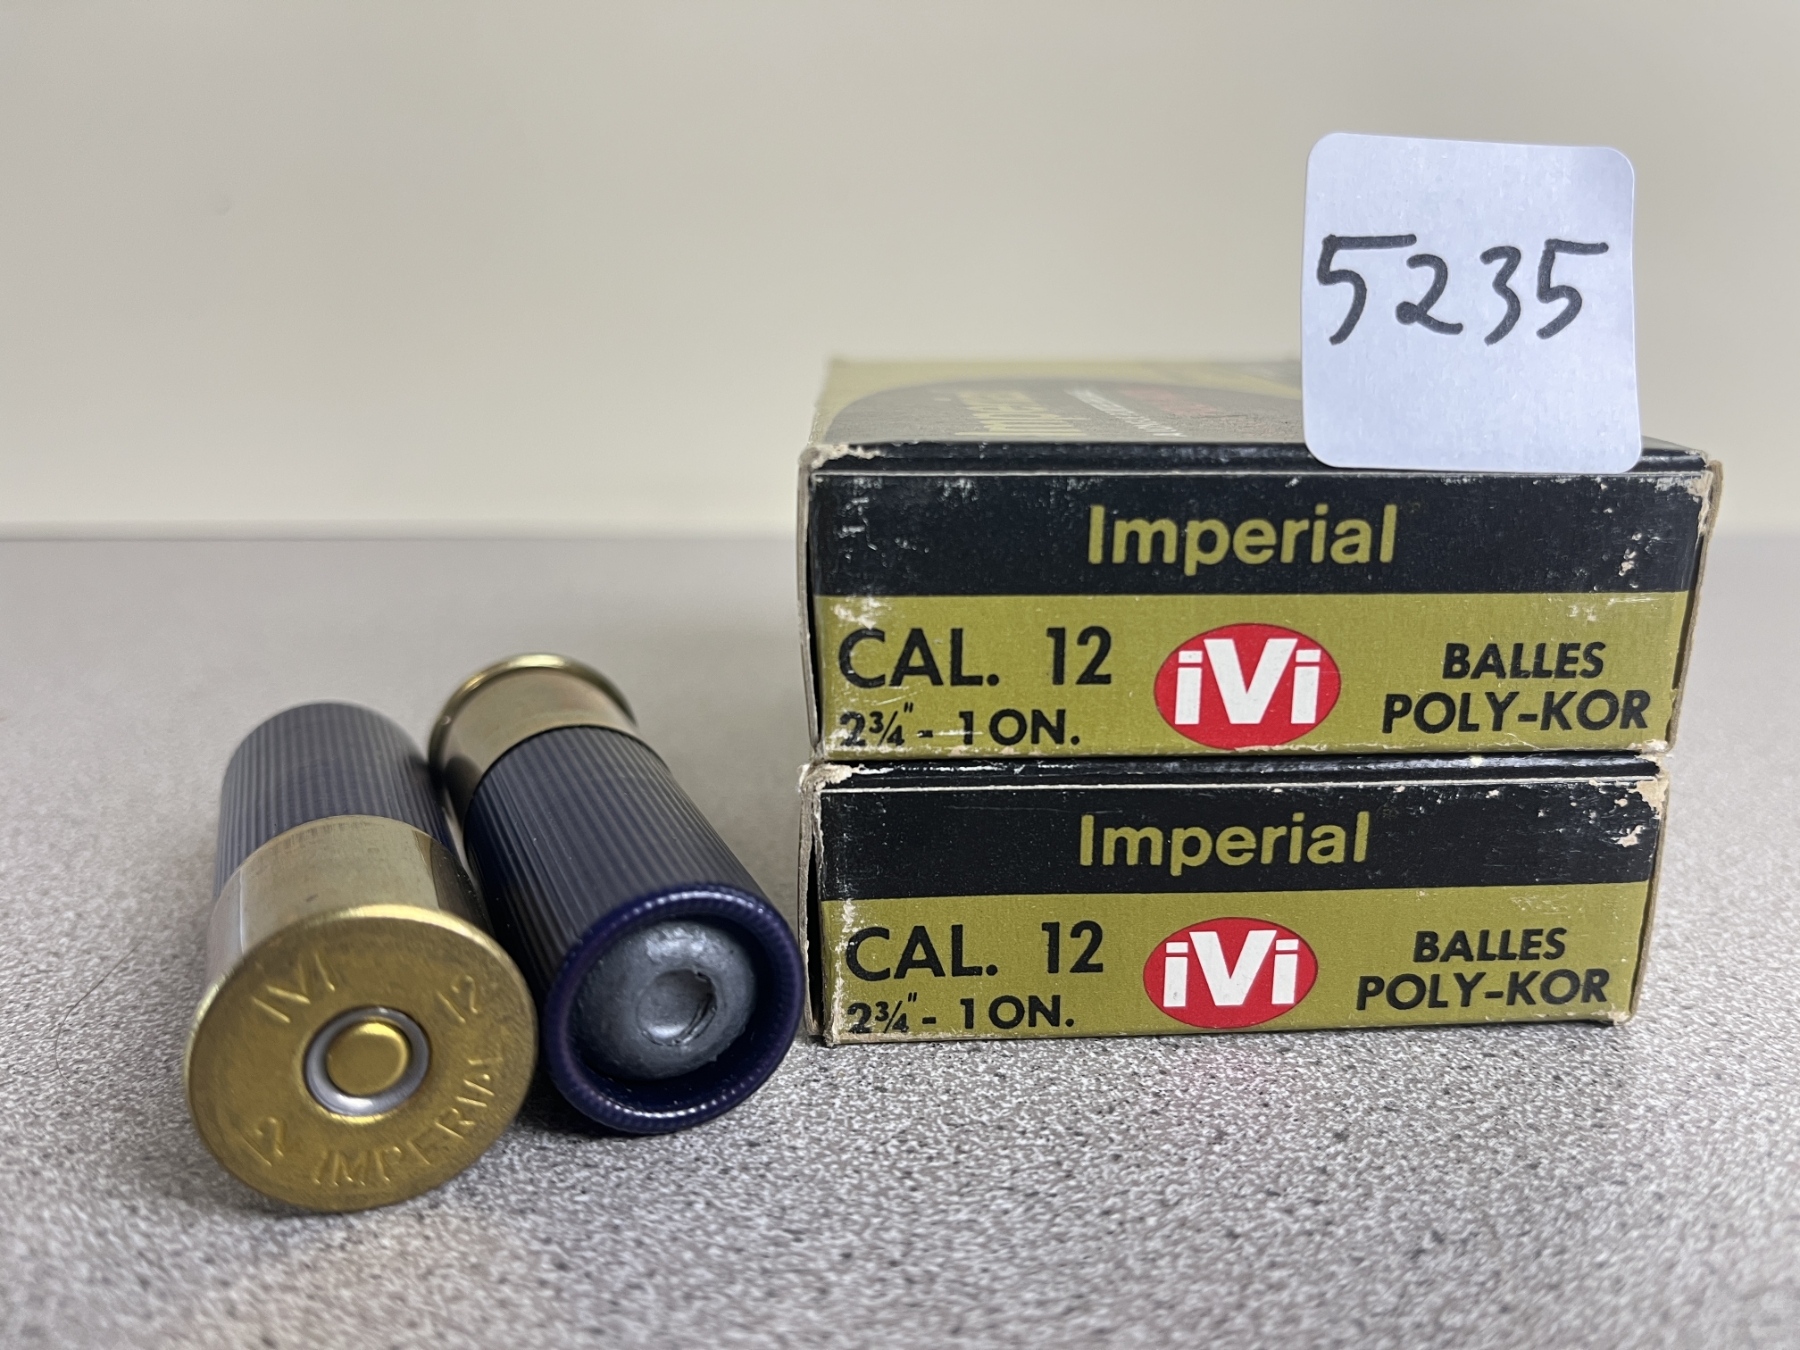 5235
Imperial
CAL. 12
2¾" - 1 ON.
iVi
BALLES
POLY-KOR
Imperial
CAL. 12
2¾" - 1 ON.
iVi
BALLES
POLY-KOR
IVI 12
2 IMPERIAL